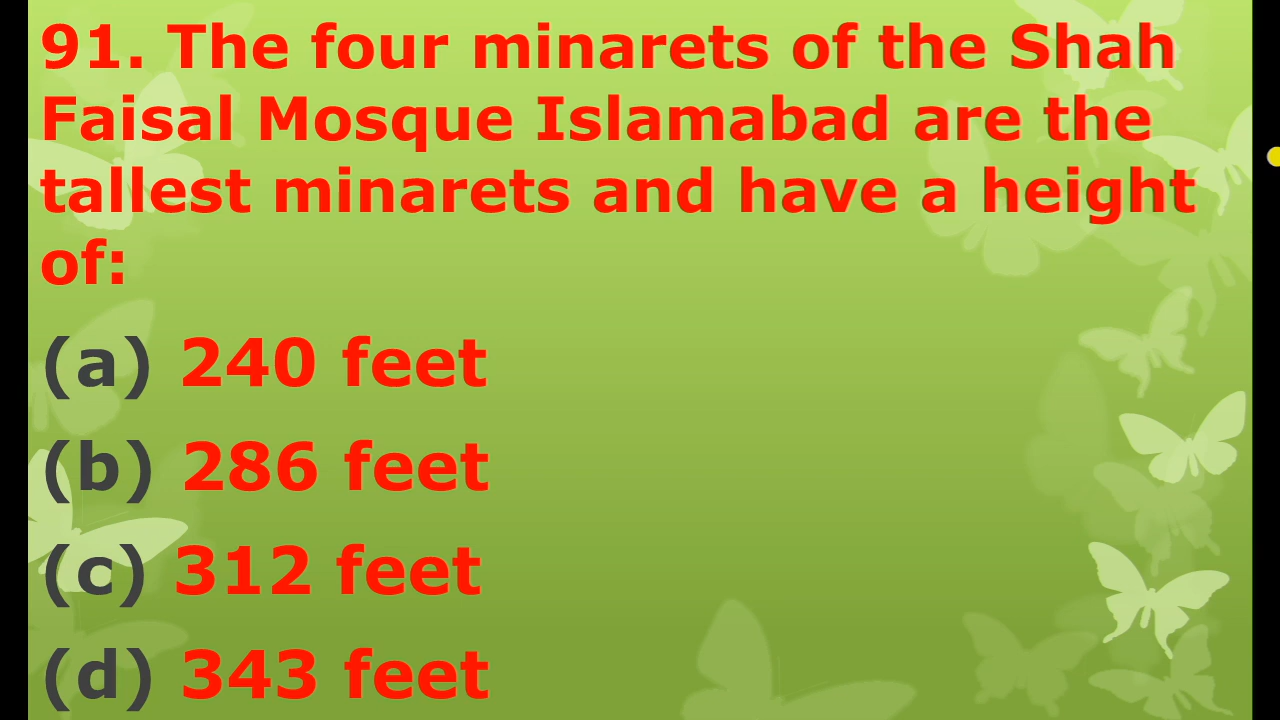 91. The four minarets of the Shah
Faisal Mosque Islamabad are the
tallest minarets and have a height
of:
(a) 240 feet
(b) 286 feet
(c) 312 feet
(d) 343 feet